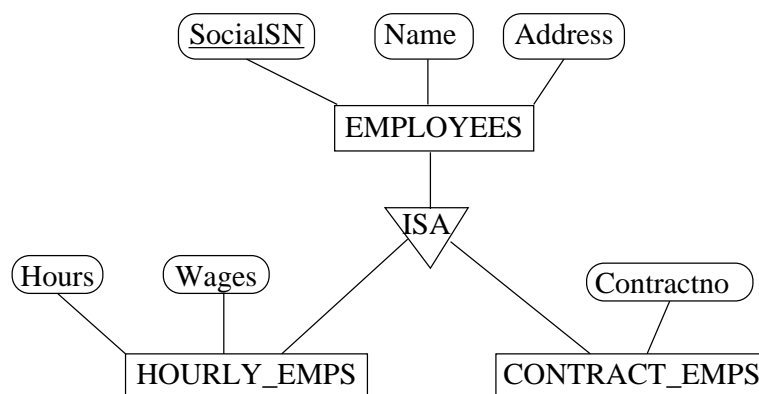 SocialSN Name Address
EMPLOYEES
ISA
Hours Wages Contractno
HOURLY_EMPS CONTRACT_EMPS